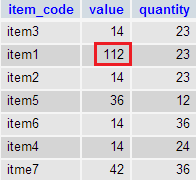 item_code value quantity
item3 14 23
item1 112 23
item2 14 23
item5 36 12
item6 14 36
item4 14 24
itme7 42 36